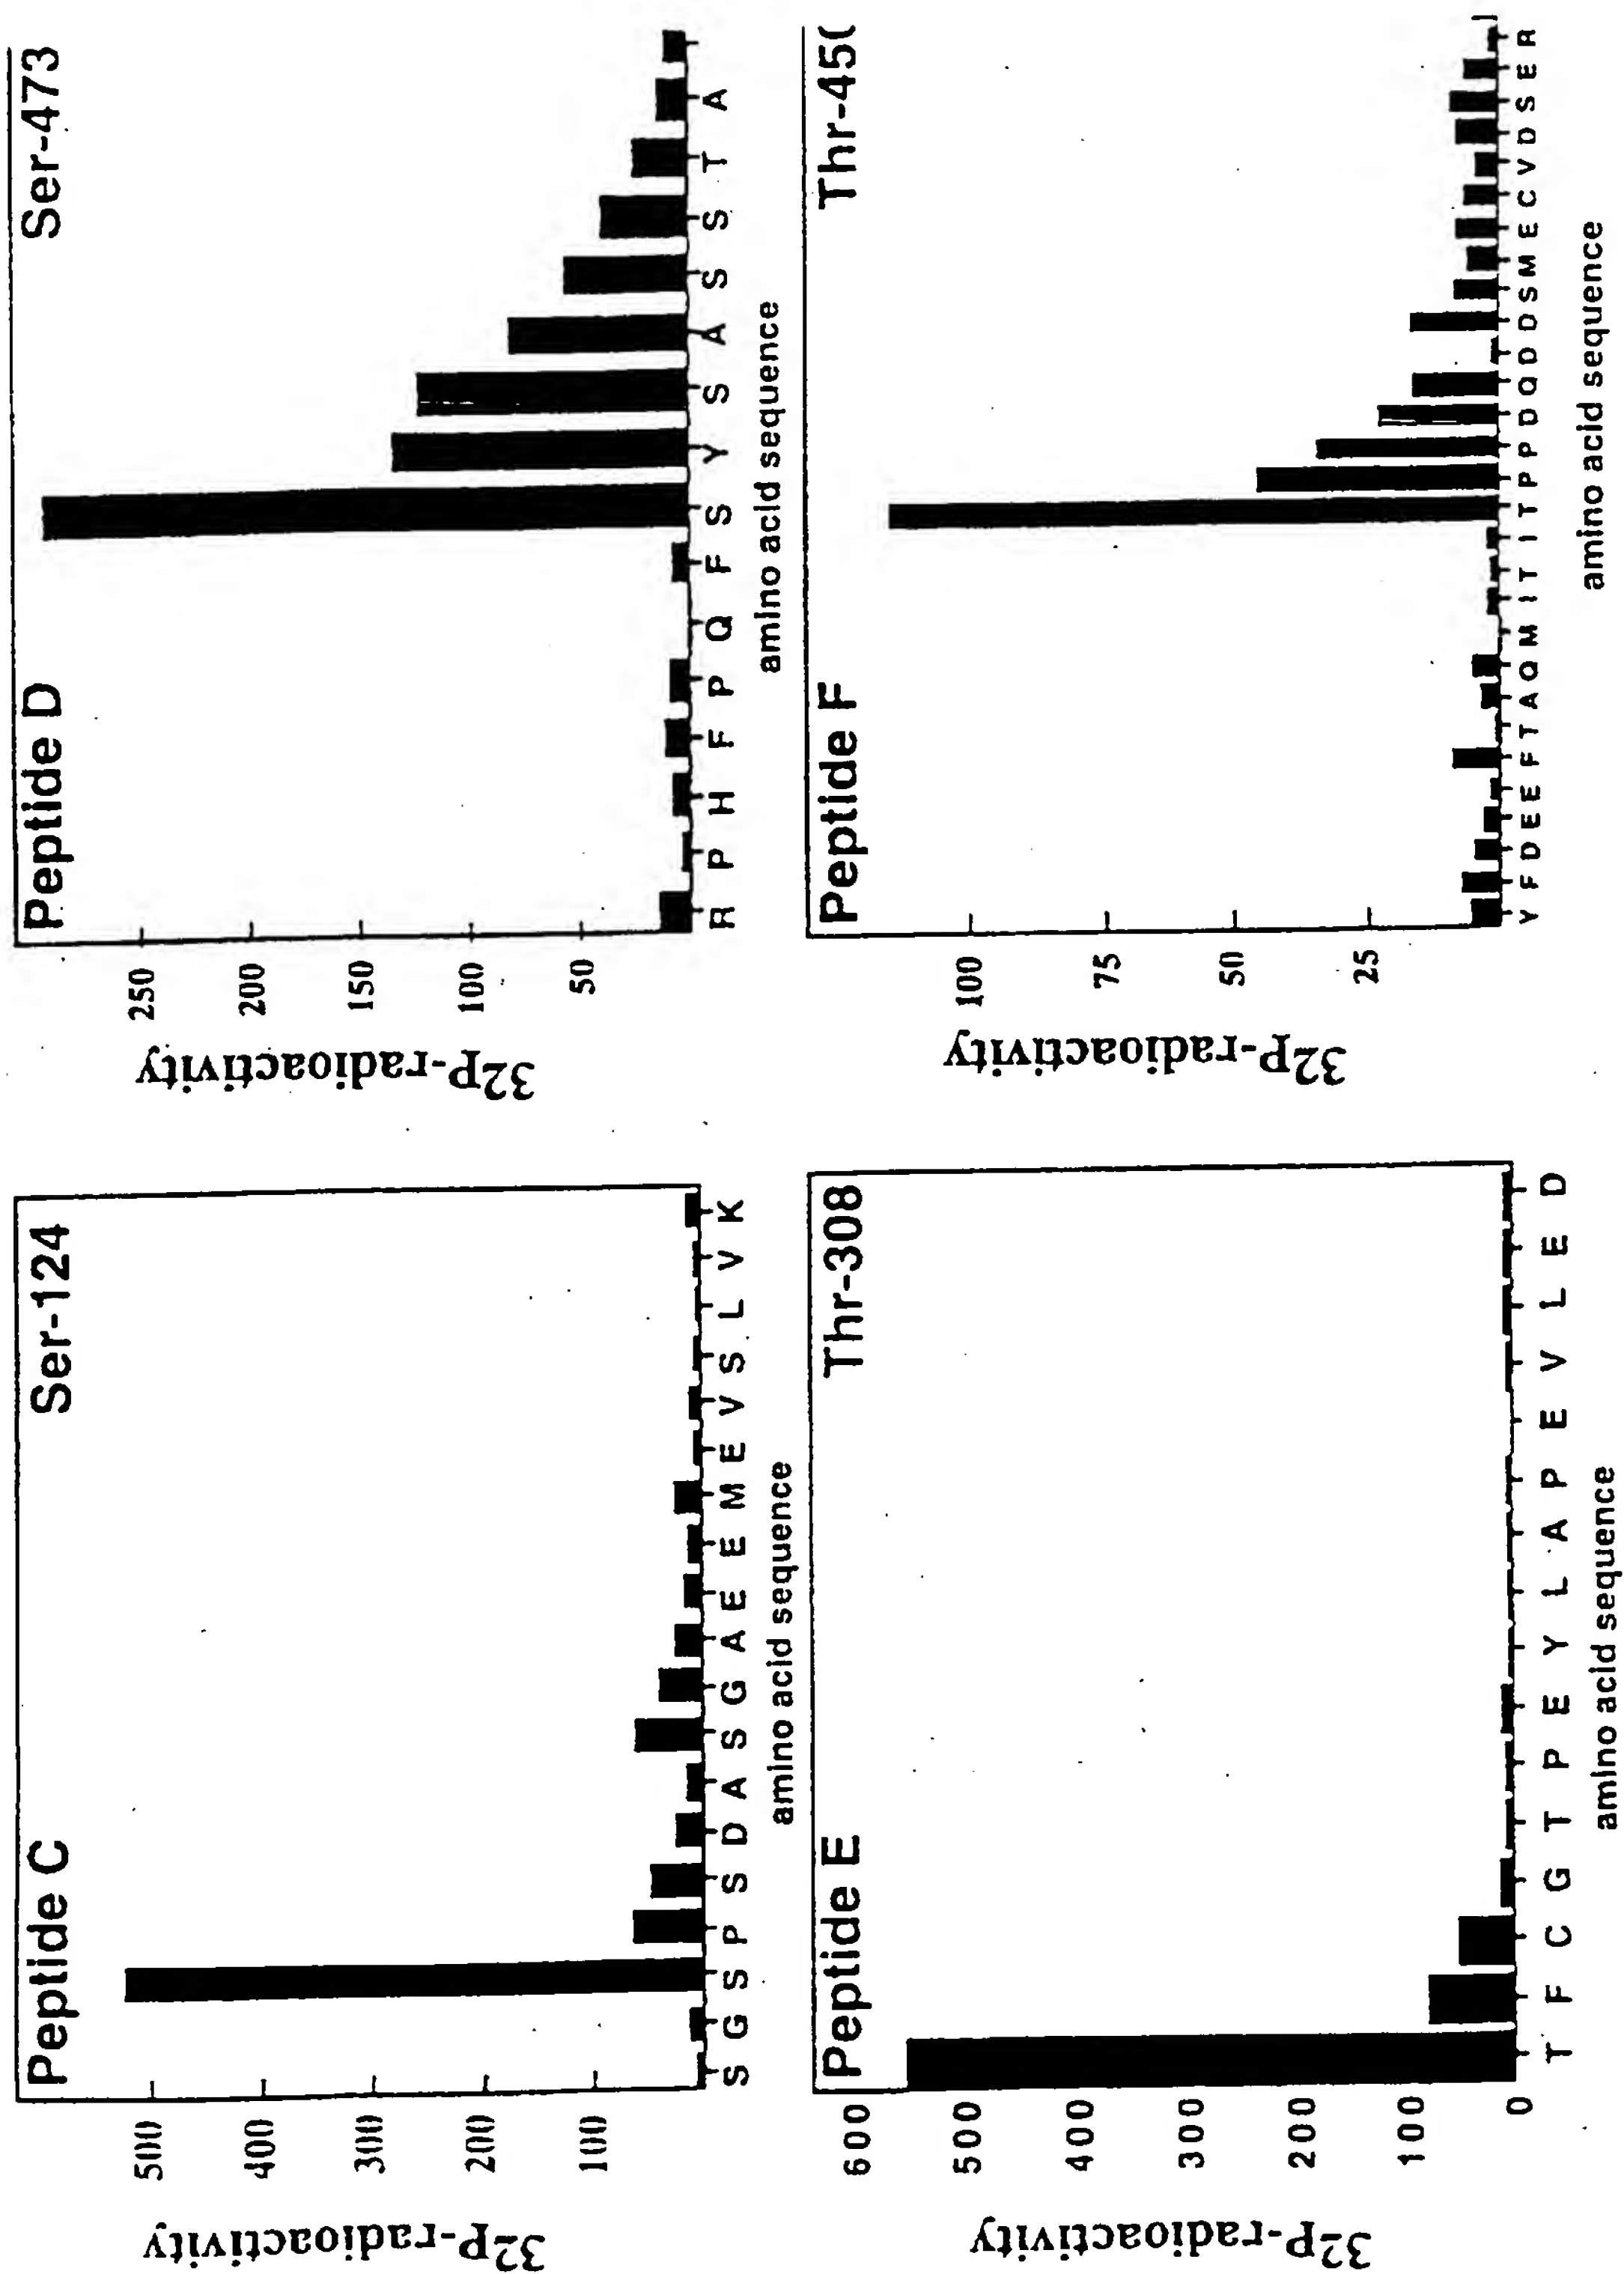 Peptide C
Ser-124
500
400
300
200
100
32P-radioactivity
S G S P S D A S G A E E M E V S L V K
amino acid sequence
Peptide D
Ser-473
250
200
150
100
50
32P-radioactivity
R P H F P Q F S Y S A S S T A
amino acid sequence
Peptide E
Thr-308
600
500
400
300
200
100
0
32P-radioactivity
T F C G T P E Y L A P E V L E D
amino acid sequence
Peptide F
Thr-45(
100
75
50
25
32P-radioactivity
Y F D E E F T A Q M I T I T P P D Q D D S M E C V D S E R
amino acid sequence